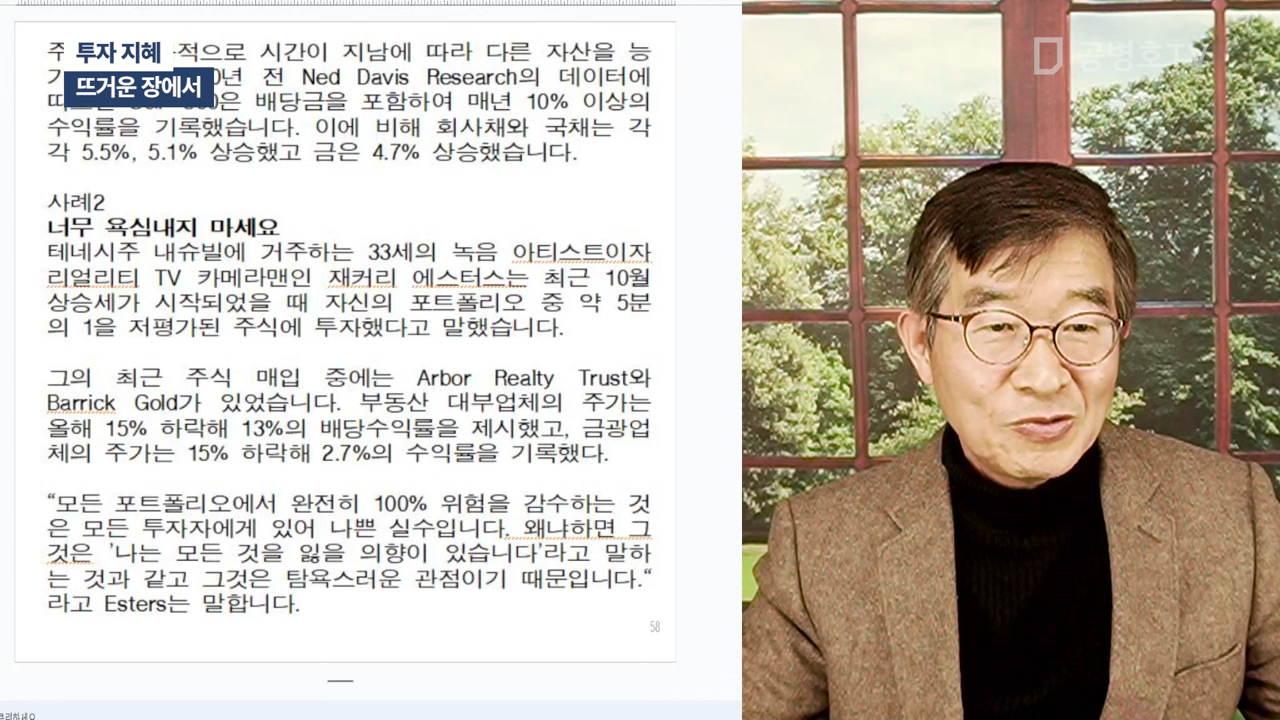 투자 지혜
뜨거운 장에서
주 적으로 시간이 지남에 따라 다른 자산을 능
0년 전 Ned Davis Research의 데이터에
은 배당금을 포함하여 매년 10% 이상의
수익률을 기록했습니다. 이에 비해 회사채와 국채는 각
각 5.5%, 5.1% 상승했고 금은 4.7% 상승했습니다.
사례2
너무 욕심내지 마세요
테네시주 내슈빌에 거주하는 33세의 녹음 아티스트이자
리얼리티 TV 카메라맨인 재커리 에스터스는 최근 10월
상승세가 시작되었을 때 자신의 포트폴리오 중 약 5분
의 1을 저평가된 주식에 투자했다고 말했습니다.
그의 최근 주식 매입 중에는 Arbor Realty Trust와
Barrick Gold가 있었습니다. 부동산 대부업체의 주가는
올해 15% 하락해 13%의 배당수익률을 제시했고, 금광업
체의 주가는 15% 하락해 2.7%의 수익률을 기록했다.
“모든 포트폴리오에서 완전히 100% 위험을 감수하는 것
은 모든 투자자에게 있어 나쁜 실수입니다. 왜냐하면 그
것은 '나는 모든 것을 잃을 의향이 있습니다'라고 말하
는 것과 같고 그것은 탐욕스러운 관점이기 때문입니다.“
라고 Esters는 말합니다.
58
공병호TV